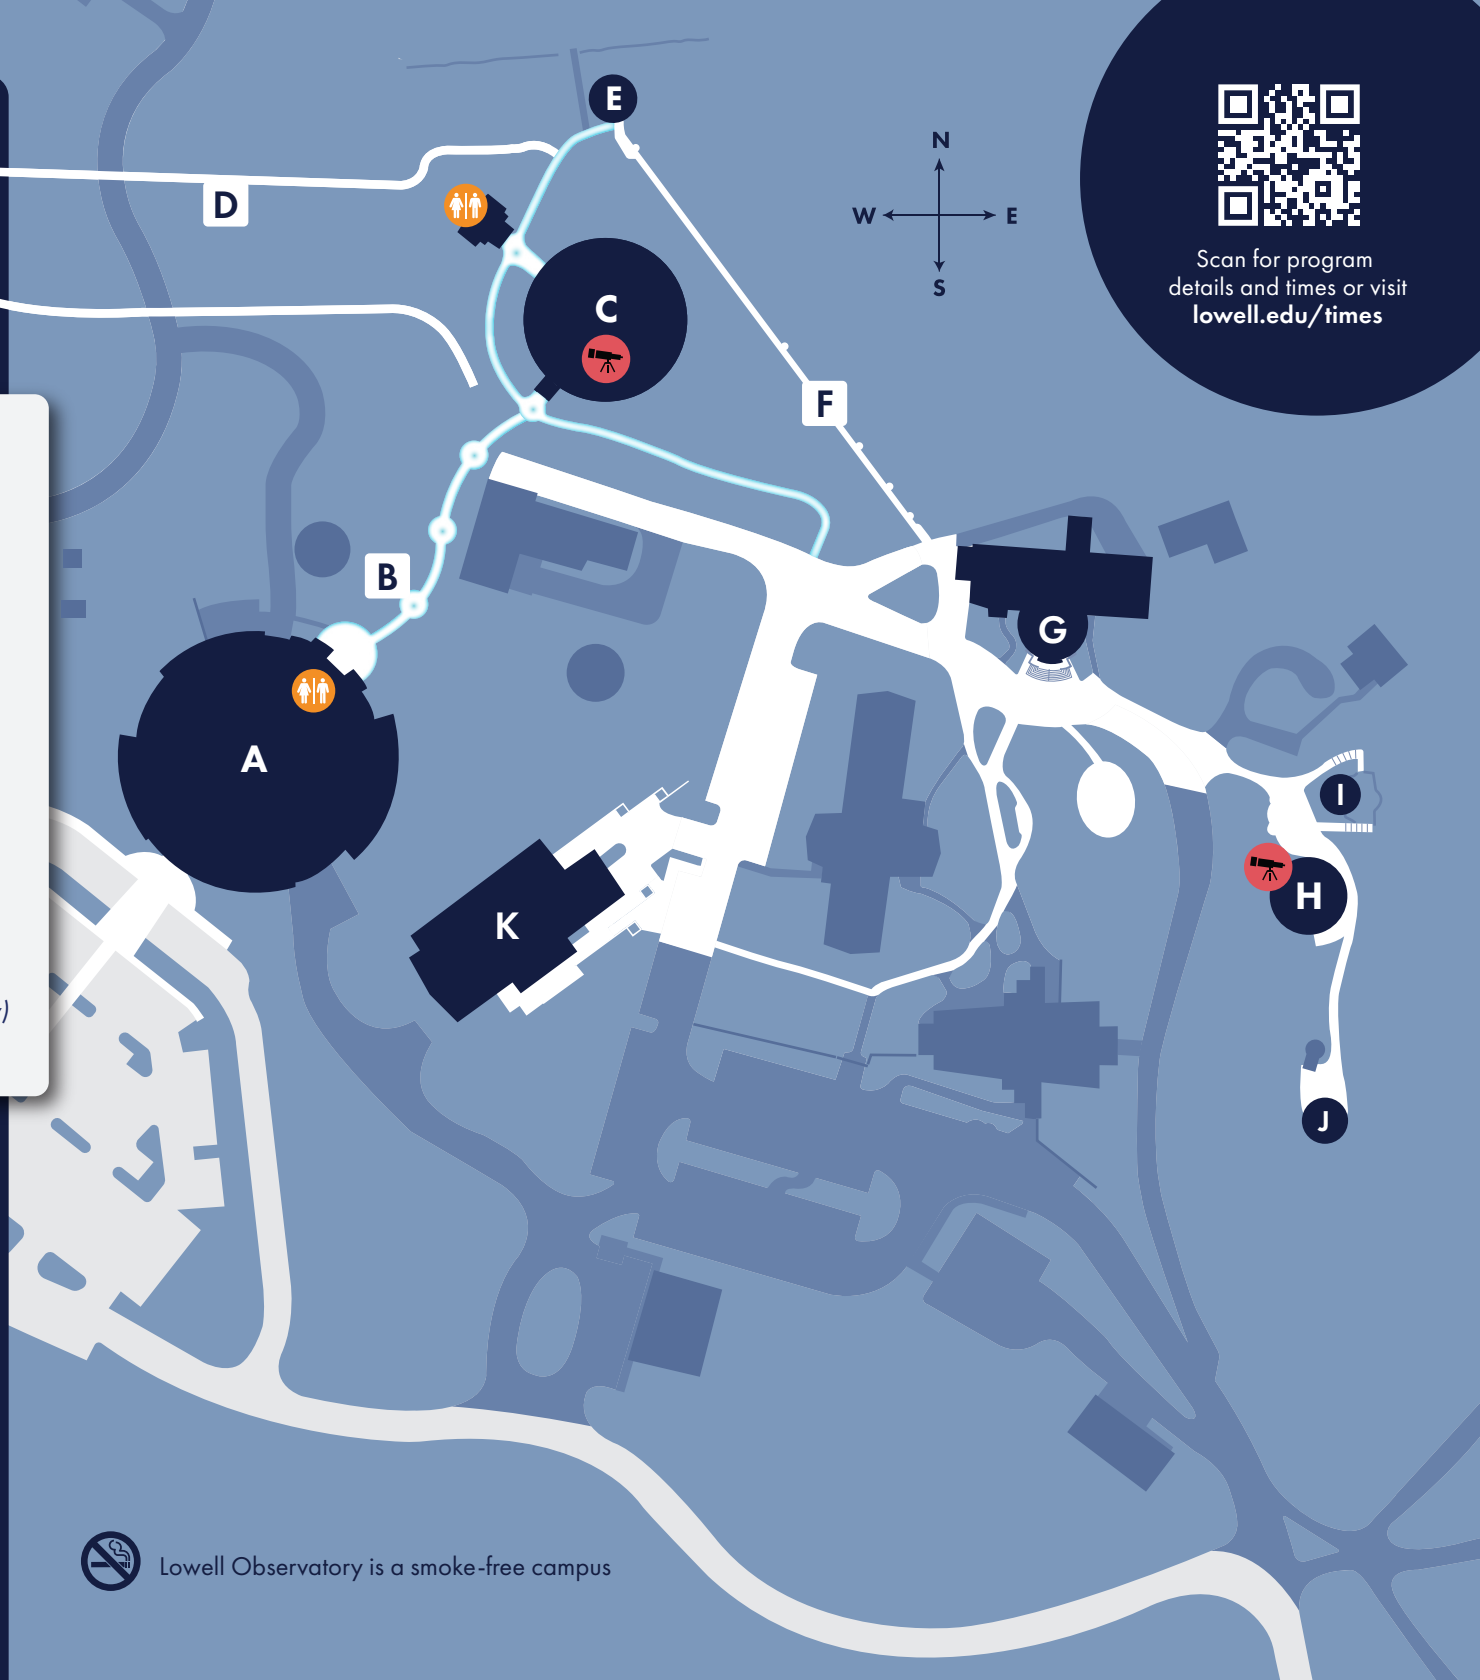 E
N
W E
S
D
Scan for program
details and times or visit
lowell.edu/times
C
F
B
G
A
I
H
K
)
J
Lowell Observatory is a smoke-free campus